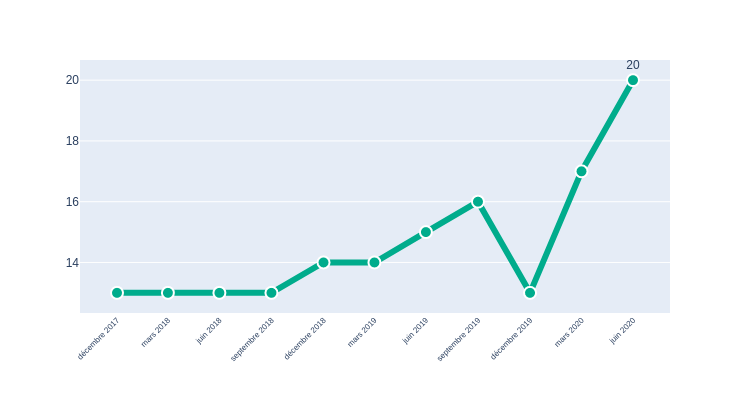 20
20
18
16
14
décembre 2017
mars 2018
juin 2018
septembre 2018
décembre 2018
mars 2019
juin 2019
septembre 2019
décembre 2019
mars 2020
juin 2020